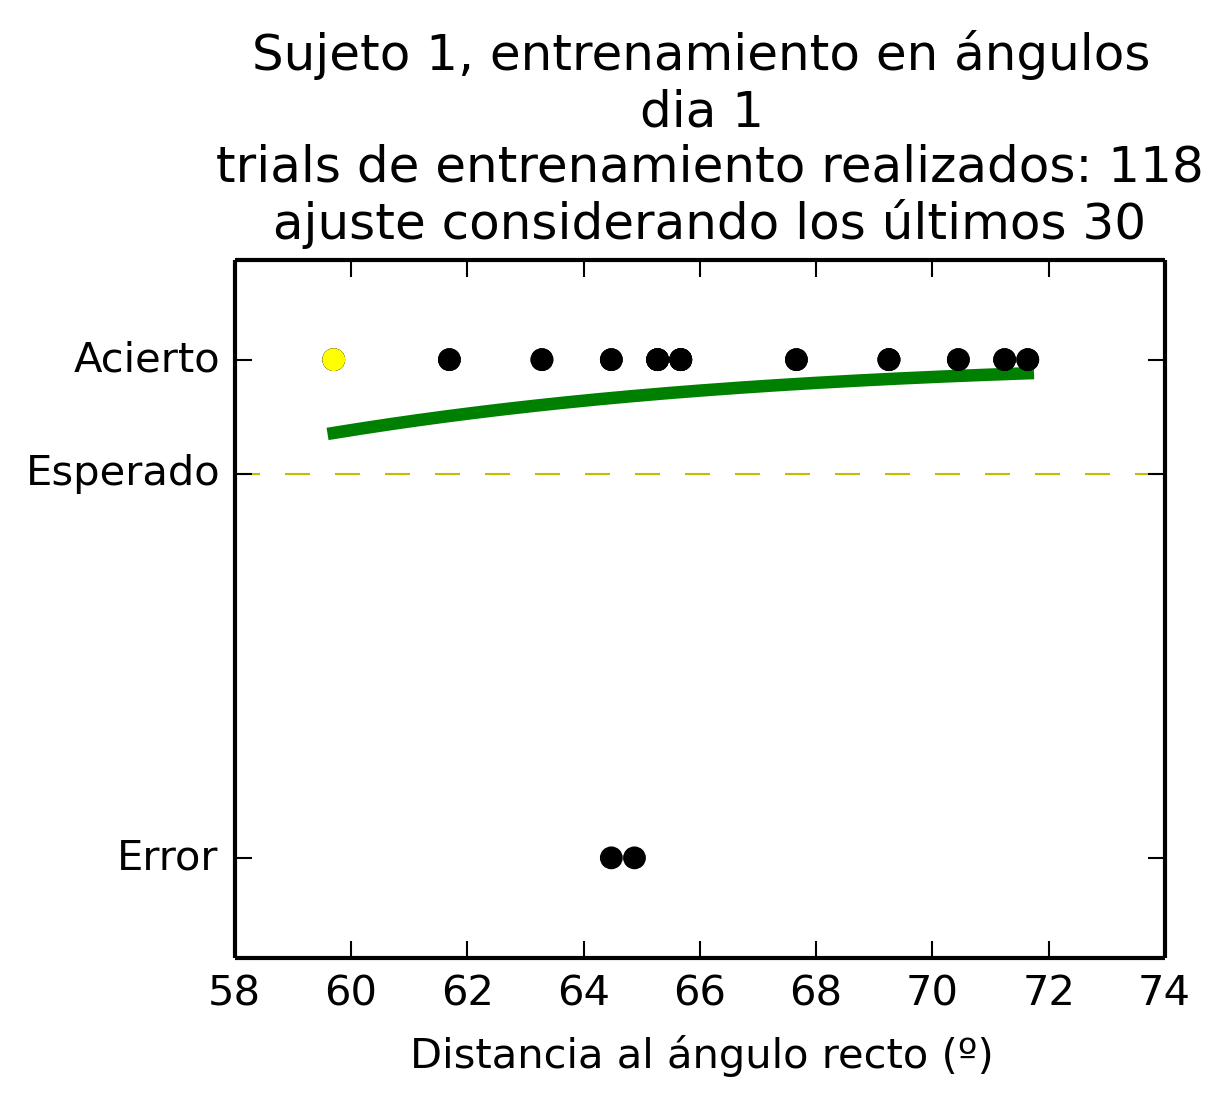 Sujeto 1, entrenamiento en ángulos
dia 1
trials de entrenamiento realizados: 118
ajuste considerando los últimos 30
Acierto
Esperado
Error
58 60 62 64 66 68 70 72 74
Distancia al ángulo recto (º)